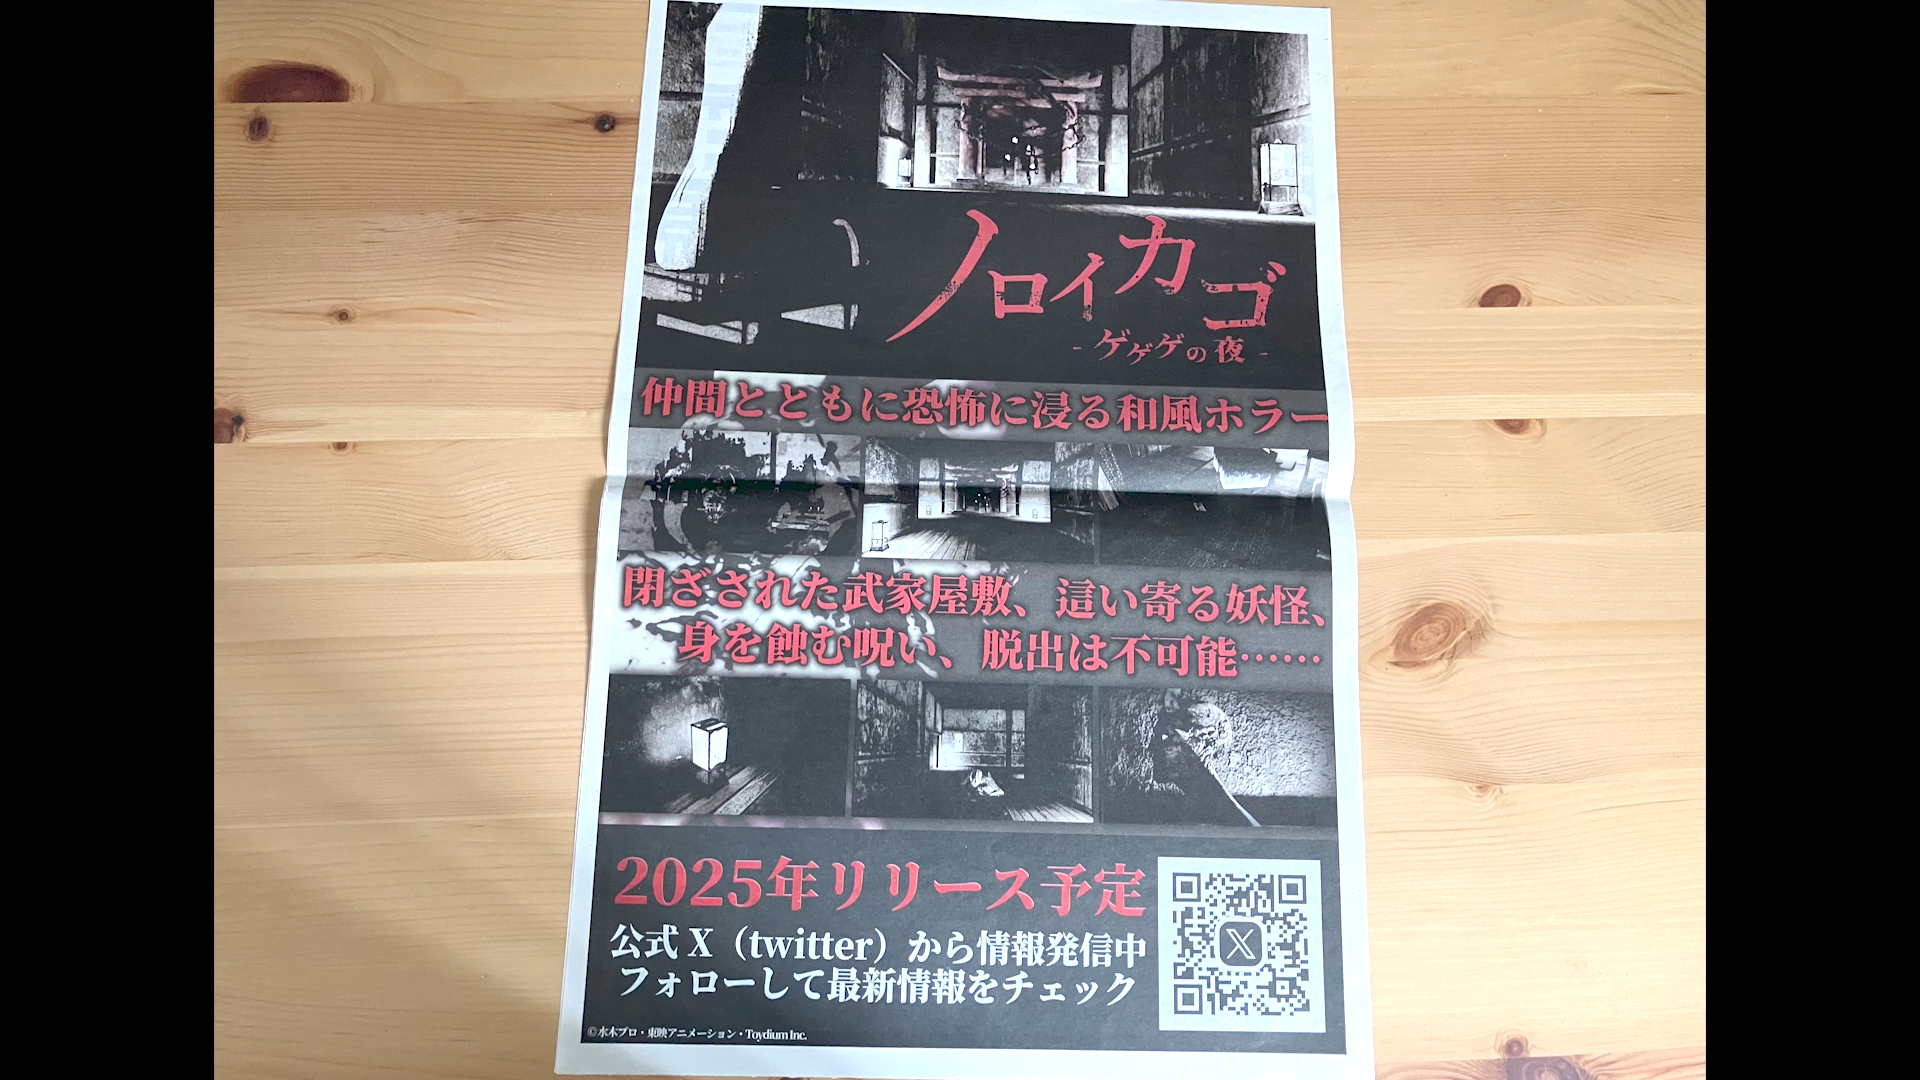 ノロイカゴ
- ゲゲゲの夜 -
仲間とともに恐怖に浸る和風ホラー
閉ざされた武家屋敷、這い寄る妖怪、
身を蝕む呪い、脱出は不可能……
2025年リリース予定
公式 X（twitter）から情報発信中
フォローして最新情報をチェック
©水木プロ・東映アニメーション・Toydium Inc.